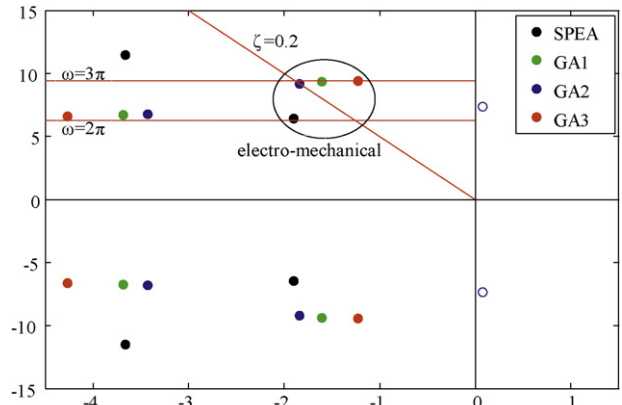 15
SPEA
GA1
GA2
GA3
ζ=0.2
10
ω=3π
5
ω=2π
electro-mechanical
0
-5
-10
15
-4 -3 -2 -1 0 1